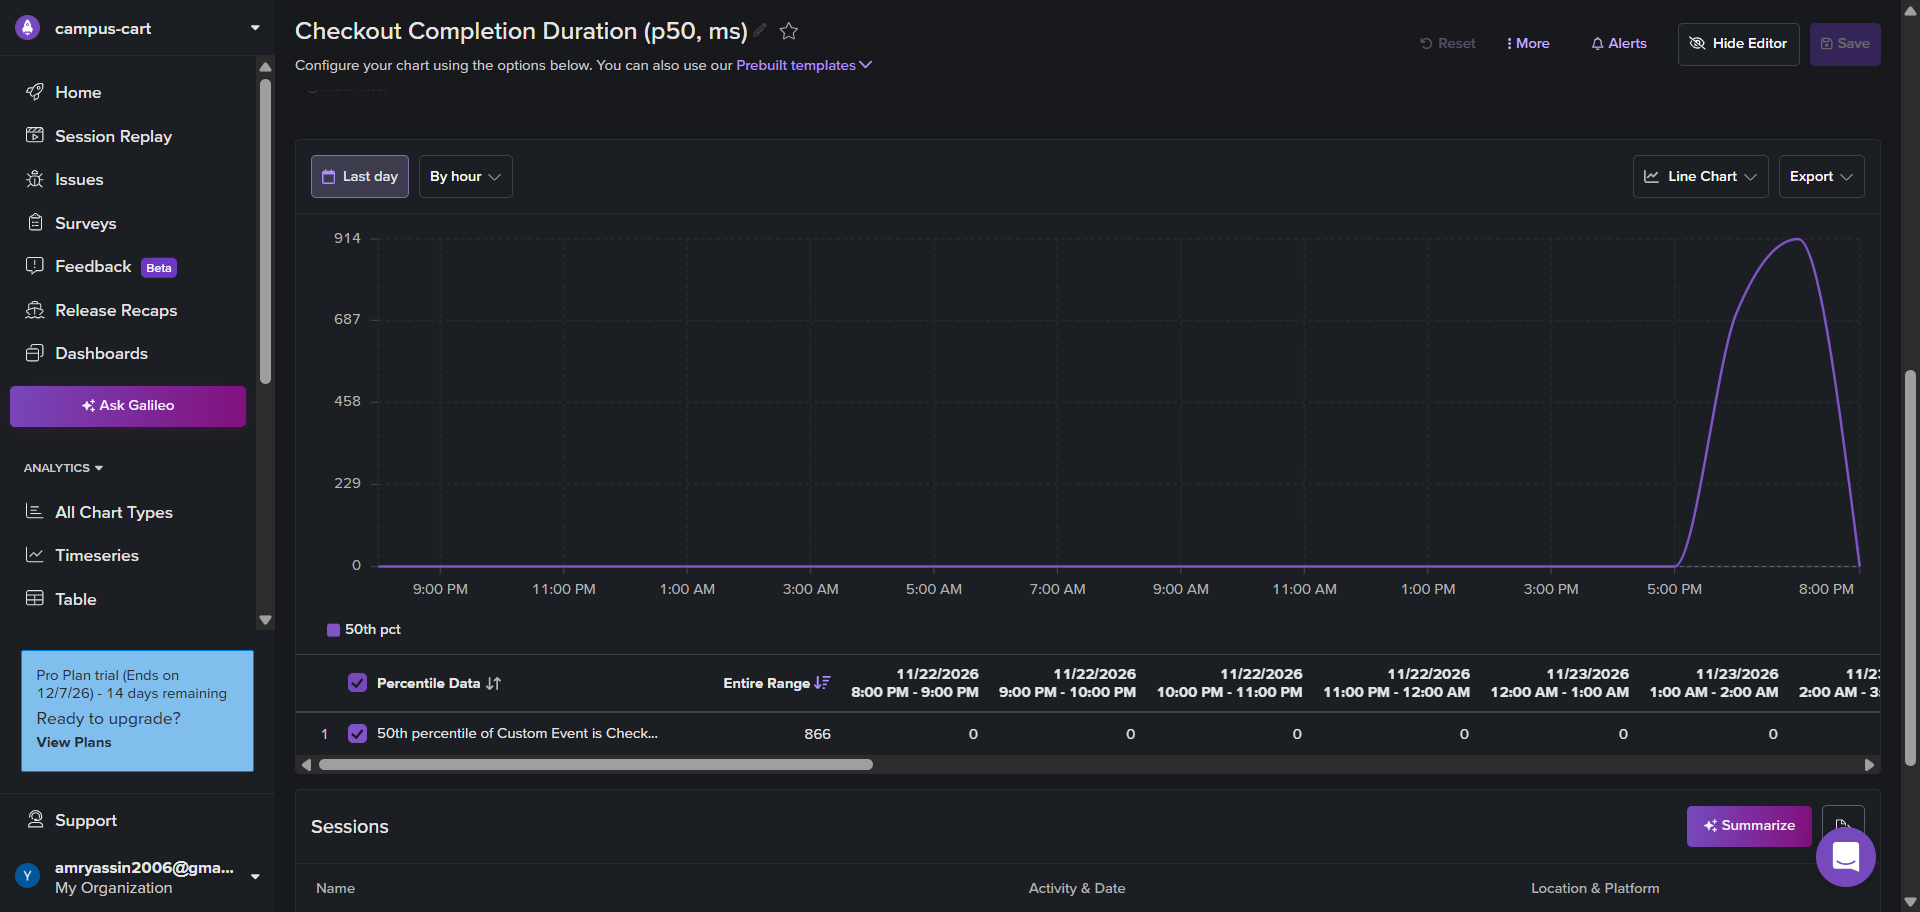 campus-cart
Home
Session Replay
Issues
Surveys
Feedback Beta
Release Recaps
Dashboards
Ask Galileo
ANALYTICS
All Chart Types
Timeseries
Table
Pro Plan trial (Ends on
12/7/26) - 14 days remaining
Ready to upgrade?
View Plans
Support
Y
amryassin2006@gma...
My Organization
Checkout Completion Duration (p50, ms)
Configure your chart using the options below. You can also use our Prebuilt templates
Reset
More
Alerts
Hide Editor
Save
Last day
By hour
Line Chart
Export
914
687
458
229
0
9:00 PM 11:00 PM 1:00 AM 3:00 AM 5:00 AM 7:00 AM 9:00 AM 11:00 AM 1:00 PM 3:00 PM 5:00 PM 8:00 PM
50th pct
Percentile Data Entire Range
11/22/2026 11/22/2026 11/22/2026 11/22/2026 11/23/2026 11/23/2026 11/2
8:00 PM - 9:00 PM 9:00 PM - 10:00 PM 10:00 PM - 11:00 PM 11:00 PM - 12:00 AM 12:00 AM - 1:00 AM 1:00 AM - 2:00 AM 2:00 AM - 3
1 50th percentile of Custom Event is Check... 866 0 0 0 0 0 0
Sessions
Summarize
Name Activity & Date Location & Platform